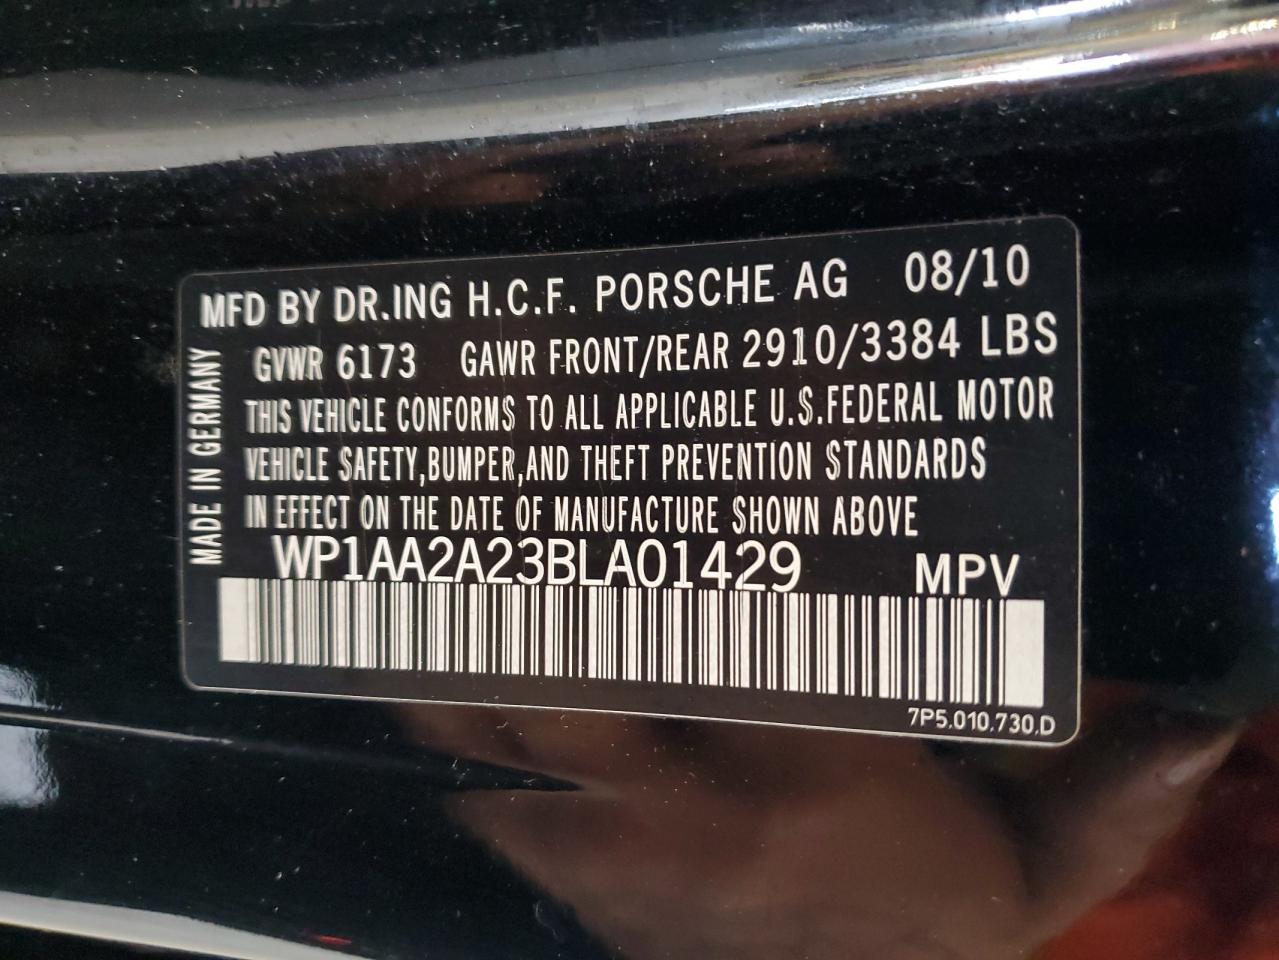 MFD BY DR.ING H.C.F. PORSCHE AG 08/10
GVWR 6173 GAWR FRONT/REAR 2910/3384 LBS
THIS VEHICLE CONFORMS TO ALL APPLICABLE U.S.FEDERAL MOTOR
VEHICLE SAFETY,BUMPER,AND THEFT PREVENTION STANDARDS
IN EFFECT ON THE DATE OF MANUFACTURE SHOWN ABOVE
MADE IN GERMANY
WP1AA2A23BLA01429 MPV
7P5.010.730.D